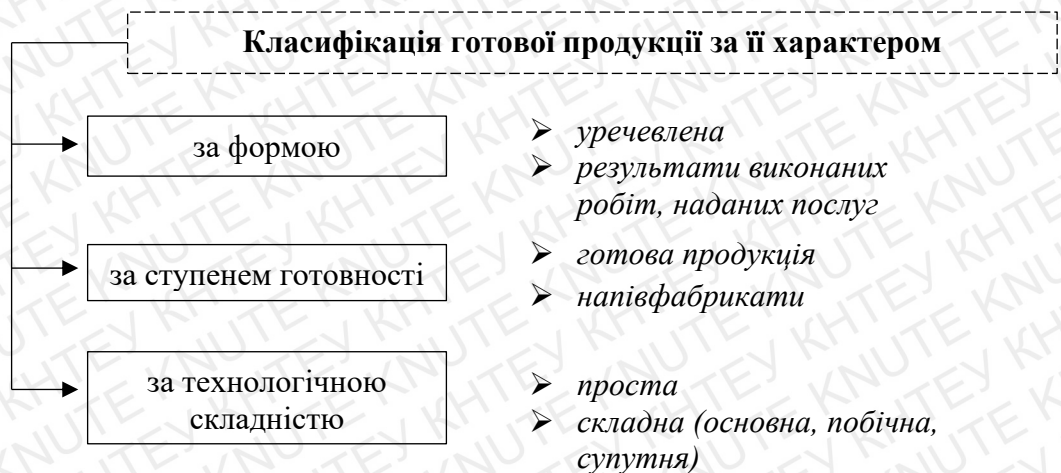 Класифікація готової продукції за її характером
за формою
➢ уречевлена
➢ результати виконаних
робіт, наданих послуг
за ступенем готовності
➢ готова продукція
➢ напівфабрикати
за технологічною
складністю
➢ проста
➢ складна (основна, побічна,
супутня)